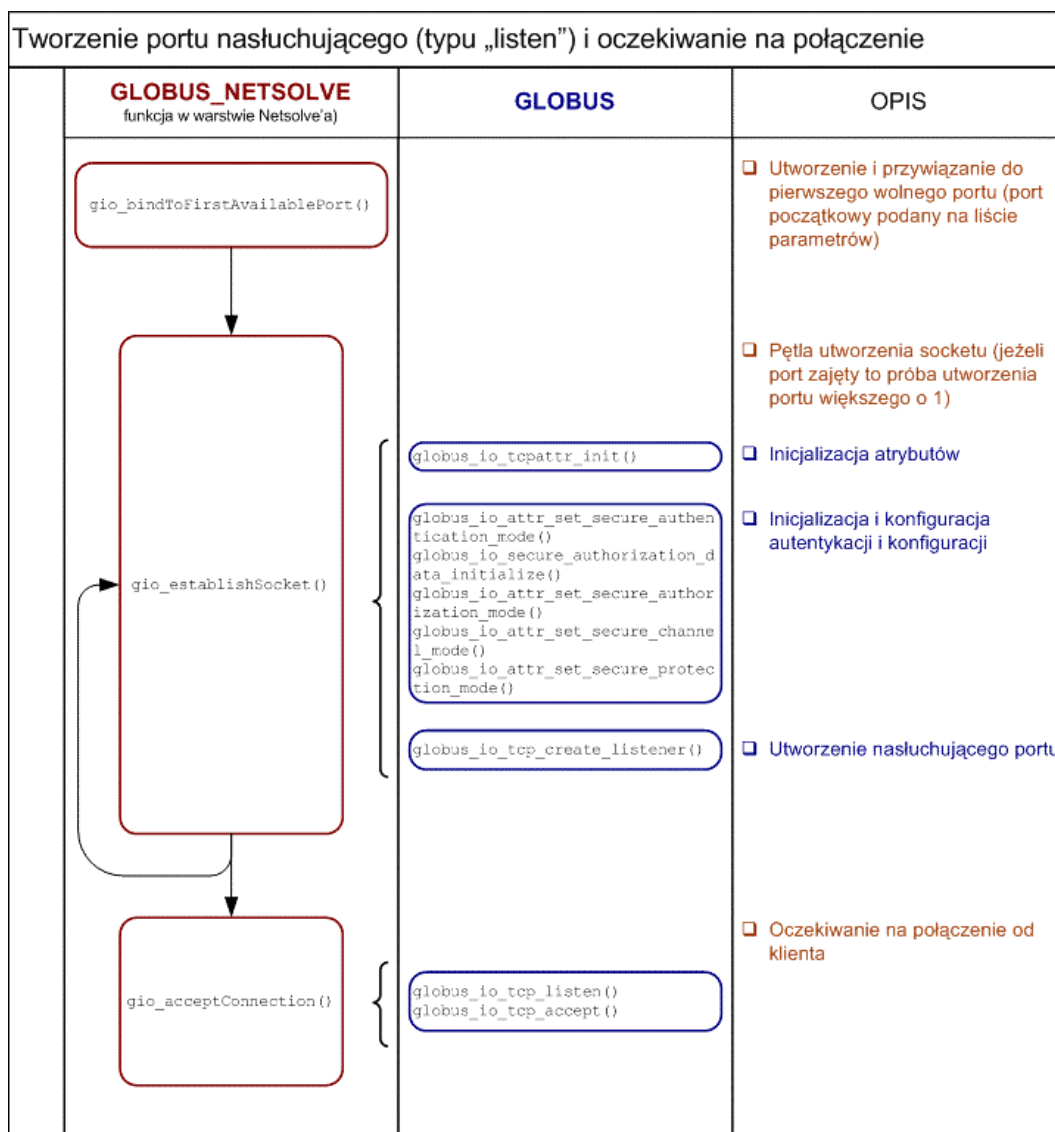 Tworzenie portu nasłuchującego (typu „listen”) i oczekiwanie na połączenie
GLOBUS_NETSOLVE
funkcja w warstwie Netsolve'a)
GLOBUS
OPIS
gio_bindToFirstAvailablePort()
❑ Utworzenie i przywiązanie do
pierwszego wolnego portu (port
początkowy podany na liście
parametrów)
❑ Pętla utworzenia socketu (jeżeli
port zajęty to próba utworzenia
portu większego o 1)
gio_establishSocket()
globus_io_tcpattr_init()
❑ Inicjalizacja atrybutów
globus_io_attr_set_secure_authen
tication_mode()
globus_io_secure_authorization_d
ata_initialize()
globus_io_attr_set_secure_author
ization_mode()
globus_io_attr_set_secure_channe
l_mode()
globus_io_attr_set_secure_protec
tion_mode()
❑ Inicjalizacja i konfiguracja
autentykacji i konfiguracji
globus_io_tcp_create_listener()
❑ Utworzenie nasłuchującego portu
gio_acceptConnection()
globus_io_tcp_listen()
globus_io_tcp_accept()
❑ Oczekiwanie na połączenie od
klienta